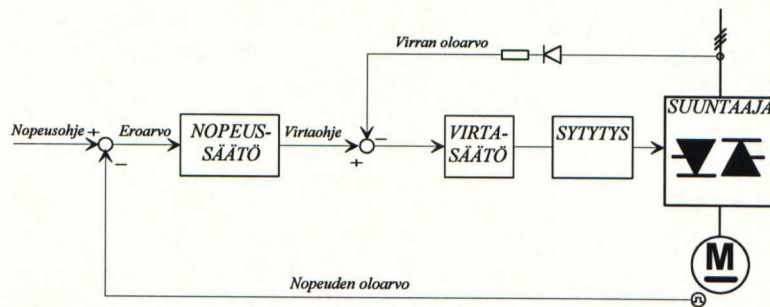 Virran oloarvo
SUUNTAAJA
Nopeusohje +
Eroarvo
NOPEUS-
SÄÄTÖ
Virtaohje
−
+
VIRTA-
SÄÄTÖ
SYTYTYS
−
M
Nopeuden oloarvo